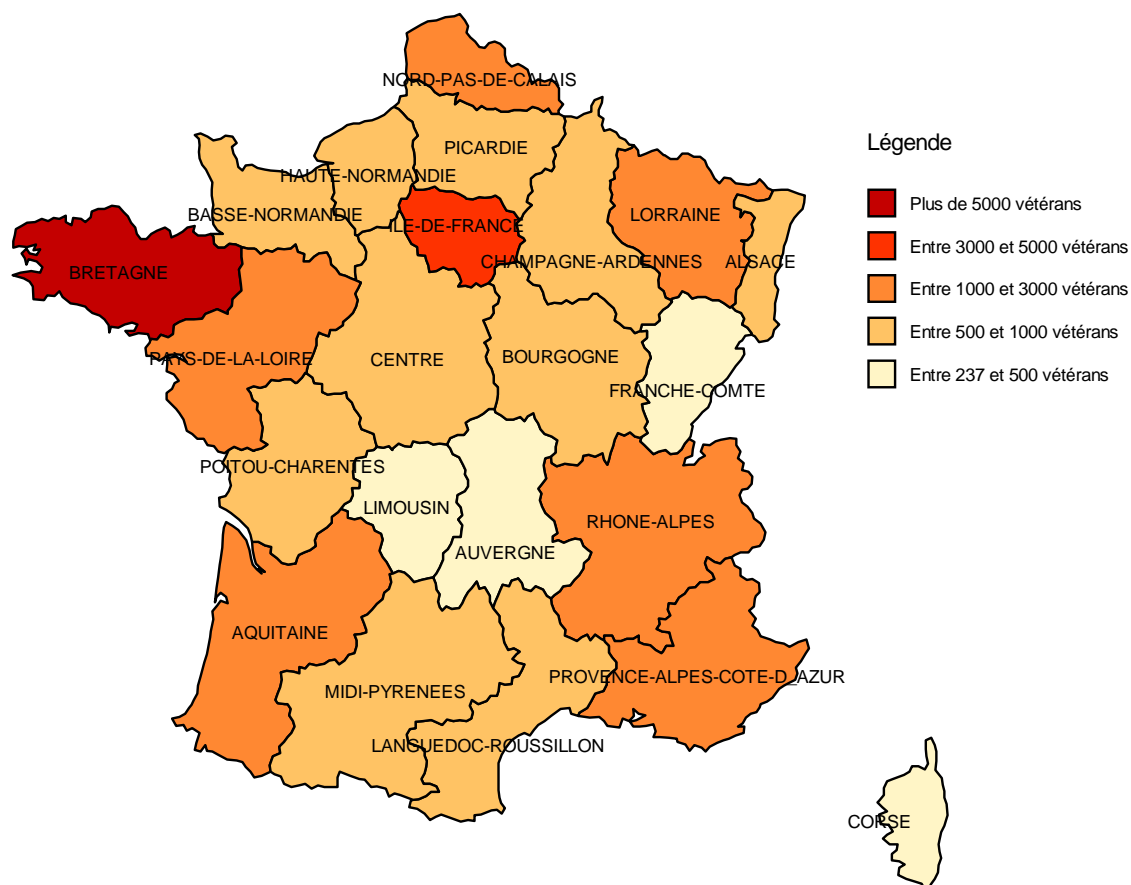 NORD-PAS-DE-CALAIS
PICARDIE
HAUTE-NORMANDIE
BASSE-NORMANDIE
ILE-DE-FRANCE
LORRAINE
CHAMPAGNE-ARDENNES
ALSACE
BRETAGNE
PAYS-DE-LA-LOIRE
CENTRE
BOURGOGNE
FRANCHE-COMTE
POITOU-CHARENTES
LIMOUSIN
AUVERGNE
RHONE-ALPES
AQUITAINE
MIDI-PYRENEES
PROVENCE-ALPES-COTE-D_AZUR
LANGUEDOC-ROUSSILLON
CORSE
Légende
Plus de 5000 vétérans
Entre 3000 et 5000 vétérans
Entre 1000 et 3000 vétérans
Entre 500 et 1000 vétérans
Entre 237 et 500 vétérans